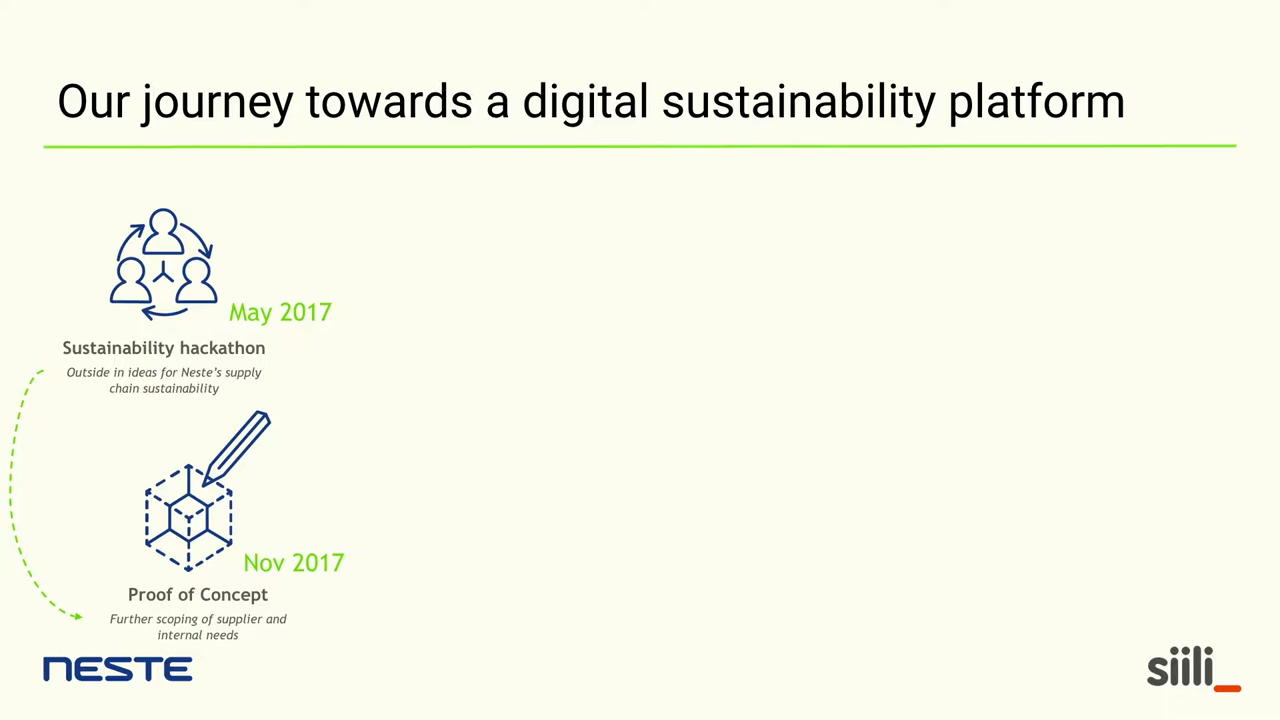 Our journey towards a digital sustainability platform
May 2017
Sustainability hackathon
Outside in ideas for Neste’s supply
chain sustainability
Nov 2017
Proof of Concept
Further scoping of supplier and
internal needs
NESTE
siili_